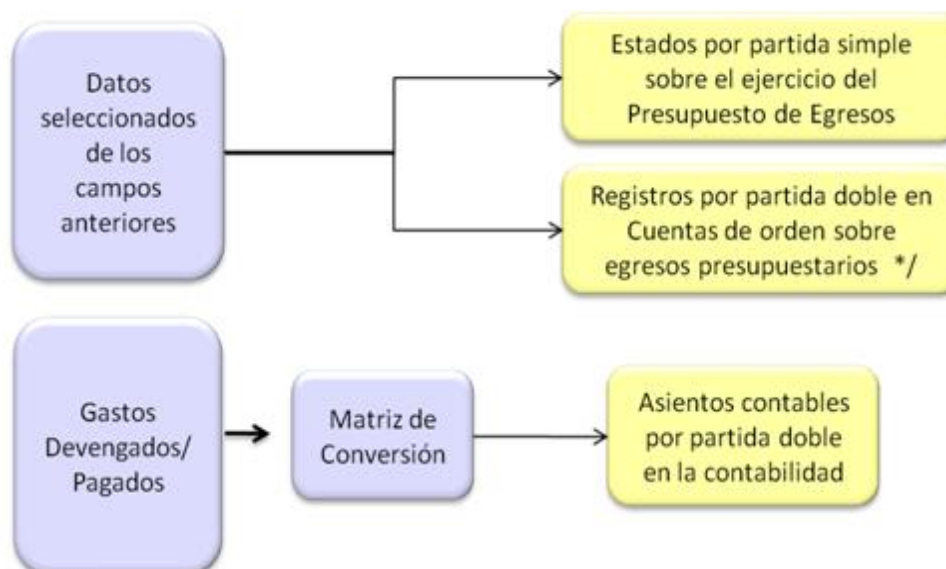 Datos
seleccionados
de los
campos
anteriores
Estados por partida simple
sobre el ejercicio del
Presupuesto de Egresos
Registros por partida doble en
Cuentas de orden sobre
egresos presupuestarios */
Gastos
Devengados/
Pagados
Matriz de
Conversión
Asientos contables
por partida doble
en la contabilidad